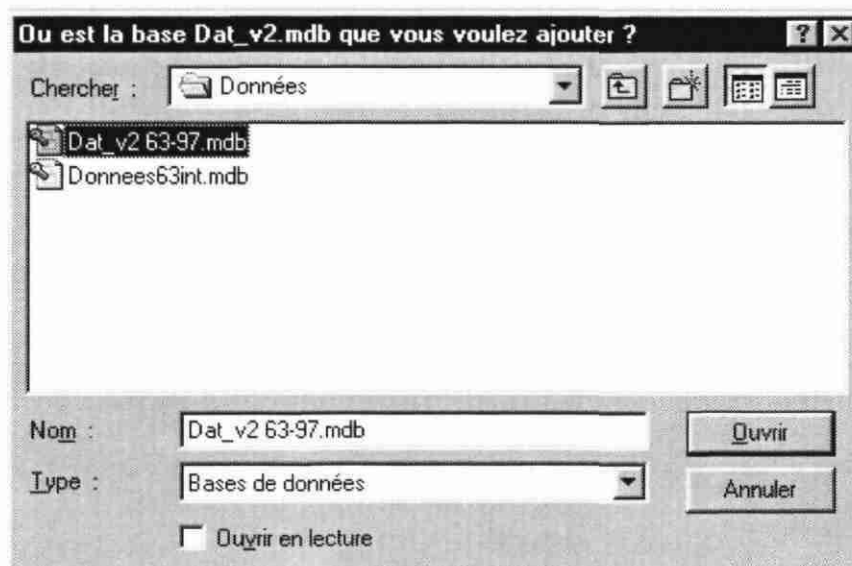 Ou est la base Dat_v2.mdb que vous voulez ajouter ?
Chercher : Données
Dat_v2 63-97.mdb
Donnees63int.mdb
Nom : Dat_v2 63-97.mdb Ouvrir
Type : Bases de données Annuler
Ouvrir en lecture